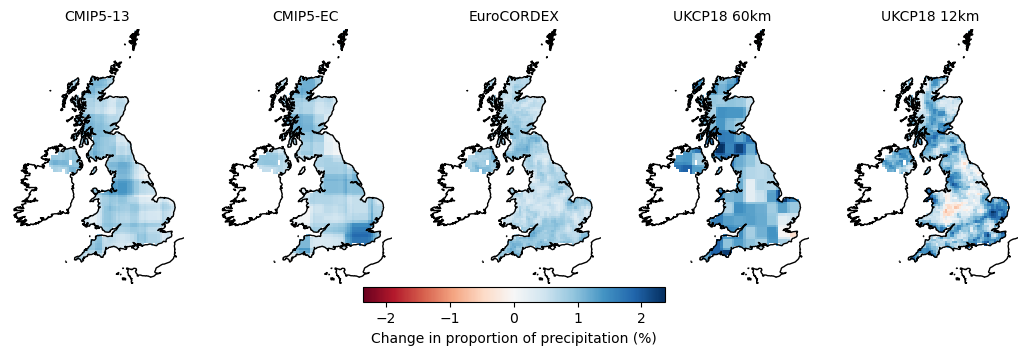 CMIP5-13 CMIP5-EC EuroCORDEX UKCP18 60km UKCP18 12km
−2 −1 0 1 2
Change in proportion of precipitation (%)